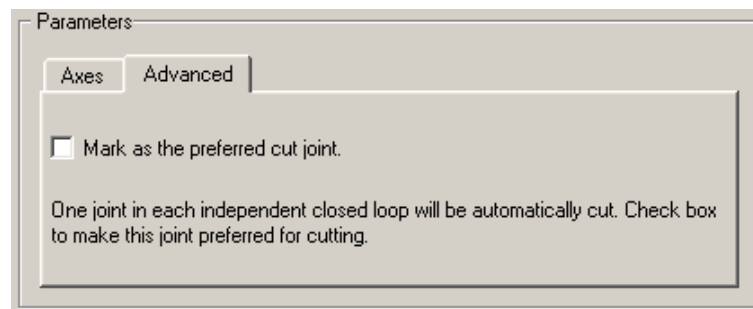 Parameters
Axes Advanced
Mark as the preferred cut joint.
One joint in each independent closed loop will be automatically cut. Check box
to make this joint preferred for cutting.